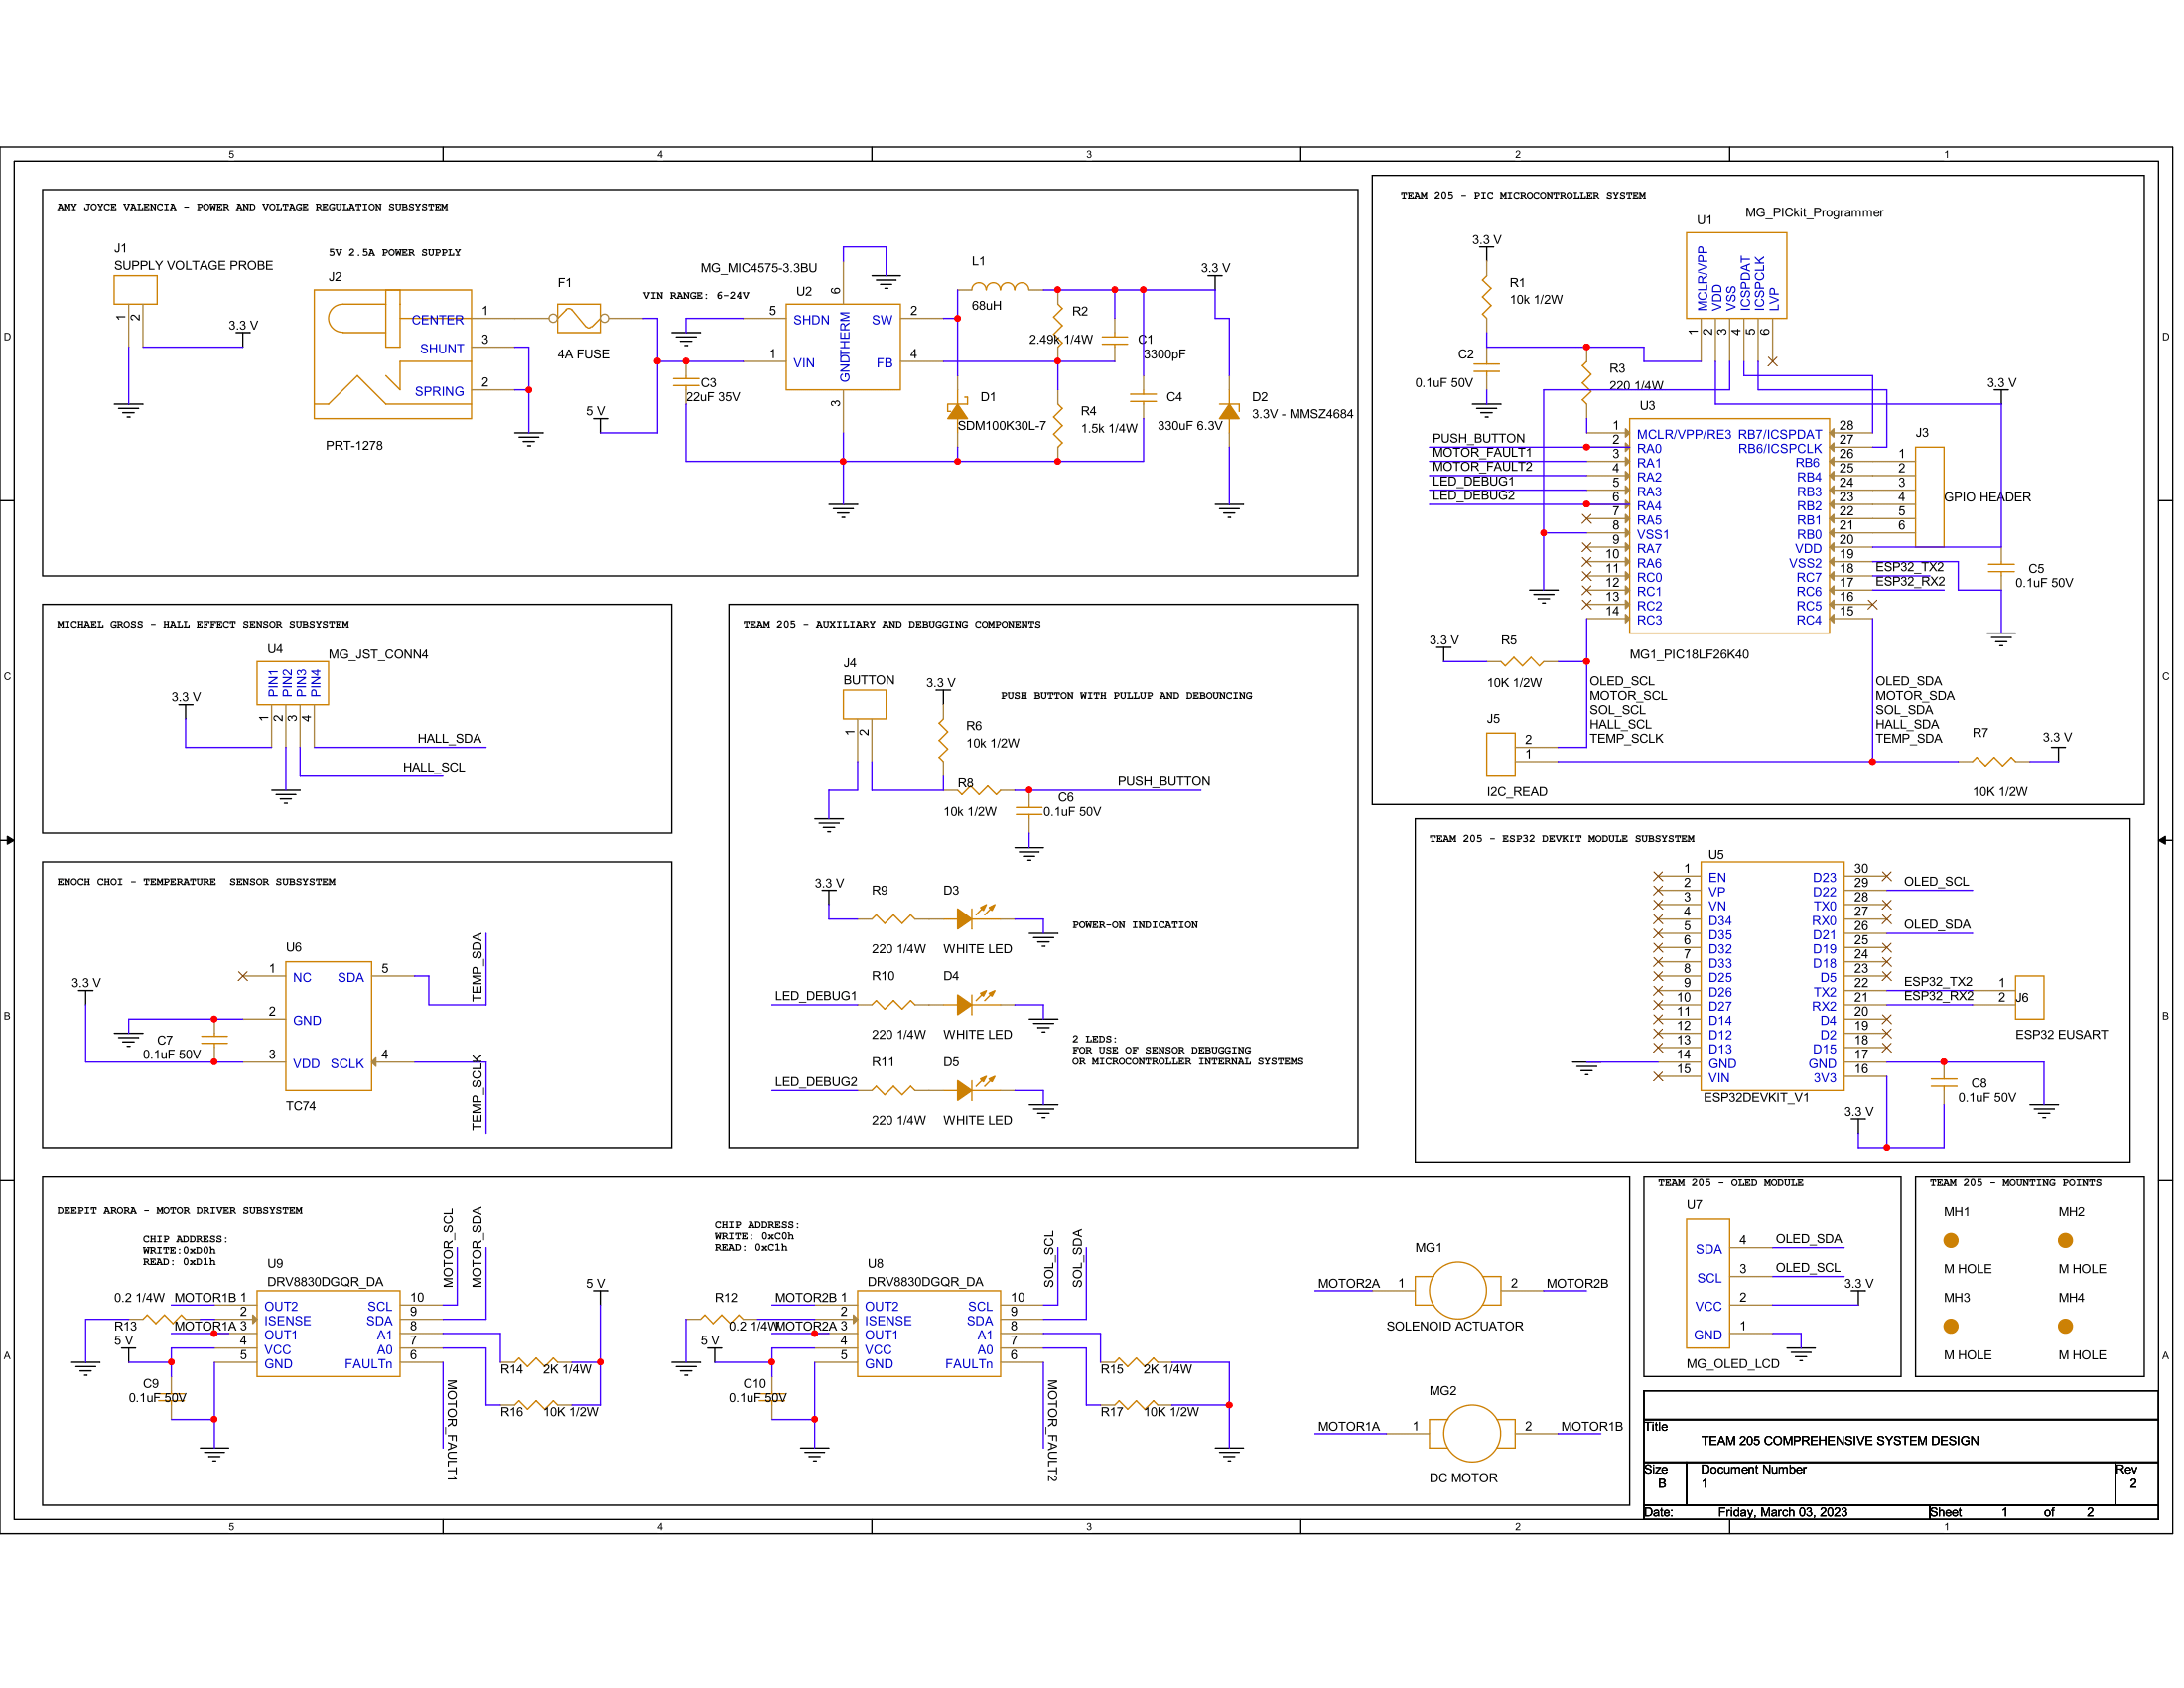 5 4 3 2 1
AMY JOYCE VALENCIA - POWER AND VOLTAGE REGULATION SUBSYSTEM
J1
SUPPLY VOLTAGE PROBE
1
2
3.3 V
5V 2.5A POWER SUPPLY
J2
CENTER 1
SHUNT 3
SPRING 2
PRT-1278
F1
4A FUSE
5 V
MG_MIC4575-3.3BU
VIN RANGE: 6-24V
U2
6
5 SHDN SW 2
1 VIN FB 4
GND THERM
3
C3
22uF 35V
L1
68uH
R2
2.49k 1/4W
C1
3300pF
D1
SDM100K30L-7
R4
1.5k 1/4W
C4
330uF 6.3V
3.3 V
D2
3.3V - MMSZ4684
TEAM 205 - PIC MICROCONTROLLER SYSTEM
U1
MG_PICkit_Programmer
MCLR/VPP
VDD
VSS
ICSPDAT
ICSPCLK
LVP
1 2 3 4 5 6
3.3 V
R1
10k 1/2W
C2
0.1uF 50V
R3
220 1/4W
U3
3.3 V
PUSH_BUTTON
MOTOR_FAULT1
MOTOR_FAULT2
LED_DEBUG1
LED_DEBUG2
1 MCLR/VPP/RE3 RB7/ICSPDAT 28
2 RA0 RB6/ICSPCLK 27
3 RA1 RB6 26
4 RA2 RB4 25
5 RA3 RB3 24
6 RA4 RB2 23
7 RA5 RB1 22
8 VSS1 RB0 21
9 RA7 VDD 20
10 RA6 VSS2 19
11 RC0 RC7 18
12 RC1 RC6 17
13 RC2 RC5 16
14 RC3 RC4 15
MG1_PIC18LF26K40
J3
1
2
3
4
5
6
GPIO HEADER
ESP32_TX2
ESP32_RX2
C5
0.1uF 50V
3.3 V
R5
10K 1/2W
OLED_SCL
MOTOR_SCL
SOL_SCL
HALL_SCL
TEMP_SCLK
OLED_SDA
MOTOR_SDA
SOL_SDA
HALL_SDA
TEMP_SDA
J5
2
1
I2C_READ
R7
10K 1/2W
3.3 V
MICHAEL GROSS - HALL EFFECT SENSOR SUBSYSTEM
U4
MG_JST_CONN4
PIN1
PIN2
PIN3
PIN4
1 2 3 4
3.3 V
HALL_SDA
HALL_SCL
TEAM 205 - AUXILIARY AND DEBUGGING COMPONENTS
J4
BUTTON
1
2
3.3 V
PUSH BUTTON WITH PULLUP AND DEBOUNCING
R6
10k 1/2W
R8
10k 1/2W
C6
0.1uF 50V
PUSH_BUTTON
3.3 V
R9
220 1/4W
D3
WHITE LED
POWER-ON INDICATION
LED_DEBUG1
R10
220 1/4W
D4
WHITE LED
2 LEDS:
FOR USE OF SENSOR DEBUGGING
OR MICROCONTROLLER INTERNAL SYSTEMS
LED_DEBUG2
R11
220 1/4W
D5
WHITE LED
ENOCH CHOI - TEMPERATURE  SENSOR SUBSYSTEM
3.3 V
U6
1 NC SDA 5
2 GND
3 VDD SCLK 4
TC74
C7
0.1uF 50V
TEMP_SDA
TEMP_SCLK
TEAM 205 - ESP32 DEVKIT MODULE SUBSYSTEM
U5
1 EN D23 30
2 VP D22 29
3 VN TX0 28
4 D34 RX0 27
5 D35 D21 26
6 D32 D19 25
7 D33 D18 24
8 D25 D5 23
9 D26 TX2 22
10 D27 RX2 21
11 D14 D4 20
12 D12 D2 19
13 D13 D15 18
14 GND GND 17
15 VIN 3V3 16
ESP32DEVKIT_V1
OLED_SCL
OLED_SDA
ESP32_TX2 1
ESP32_RX2 2
J6
ESP32 EUSART
C8
0.1uF 50V
3.3 V
DEEPIT ARORA - MOTOR DRIVER SUBSYSTEM
CHIP ADDRESS:
WRITE:0xD0h
READ: 0xD1h
U9
DRV8830DGQR_DA
0.2 1/4W
R13
5 V
MOTOR1B 1 OUT2 SCL 10
2 ISENSE SDA 9
MOTOR1A 3 OUT1 A1 8
4 VCC A0 7
5 GND FAULTn 6
C9
0.1uF 50V
MOTOR_SCL
MOTOR_SDA
MOTOR_FAULT1
5 V
R14 2K 1/4W
R16 10K 1/2W
CHIP ADDRESS:
WRITE: 0xC0h
READ: 0xC1h
U8
DRV8830DGQR_DA
R12
0.2 1/4W
5 V
MOTOR2B 1 OUT2 SCL 10
2 ISENSE SDA 9
MOTOR2A 3 OUT1 A1 8
4 VCC A0 7
5 GND FAULTn 6
C10
0.1uF 50V
SOL_SCL
SOL_SDA
MOTOR_FAULT2
R15 2K 1/4W
R17 10K 1/2W
MG1
MOTOR2A 1 2 MOTOR2B
SOLENOID ACTUATOR
MG2
MOTOR1A 1 2 MOTOR1B
DC MOTOR
TEAM 205 - OLED MODULE
U7
SDA 4 OLED_SDA
SCL 3 OLED_SCL
VCC 2 3.3 V
GND 1
MG_OLED_LCD
TEAM 205 - MOUNTING POINTS
MH1 MH2
M HOLE M HOLE
MH3 MH4
M HOLE M HOLE
Title
TEAM 205 COMPREHENSIVE SYSTEM DESIGN
Size Document Number Rev
B 1 2
Date: Friday, March 03, 2023 Sheet 1 of 2
D D
C C
B B
A A
5 4 3 2 1